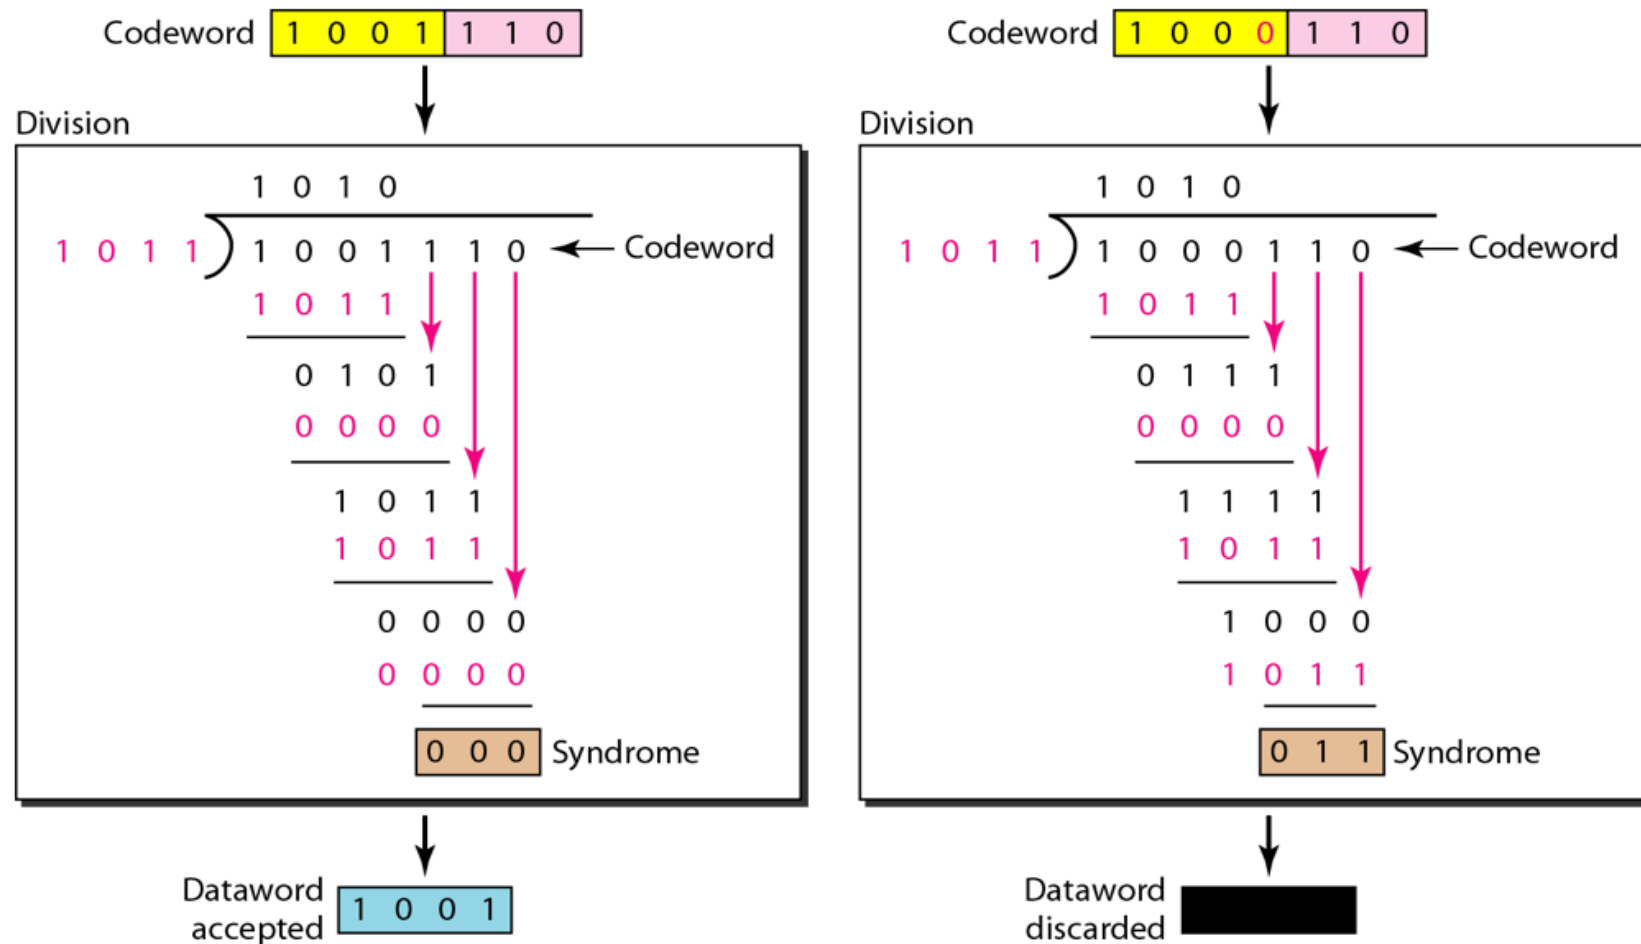 Codeword 1 0 0 1 1 1 0
Division
1 0 1 0
1 0 1 1 1 0 0 1 1 1 0 Codeword
1 0 1 1
0 1 0 1
0 0 0 0
1 0 1 1
1 0 1 1
0 0 0 0
0 0 0 0
0 0 0 Syndrome
Dataword
accepted
1 0 0 1
Codeword 1 0 0 0 1 1 0
Division
1 0 1 0
1 0 1 1 1 0 0 0 1 1 0 Codeword
1 0 1 1
0 1 1 1
0 0 0 0
1 1 1 1
1 0 1 1
1 0 0 0
1 0 1 1
0 1 1 Syndrome
Dataword
discarded